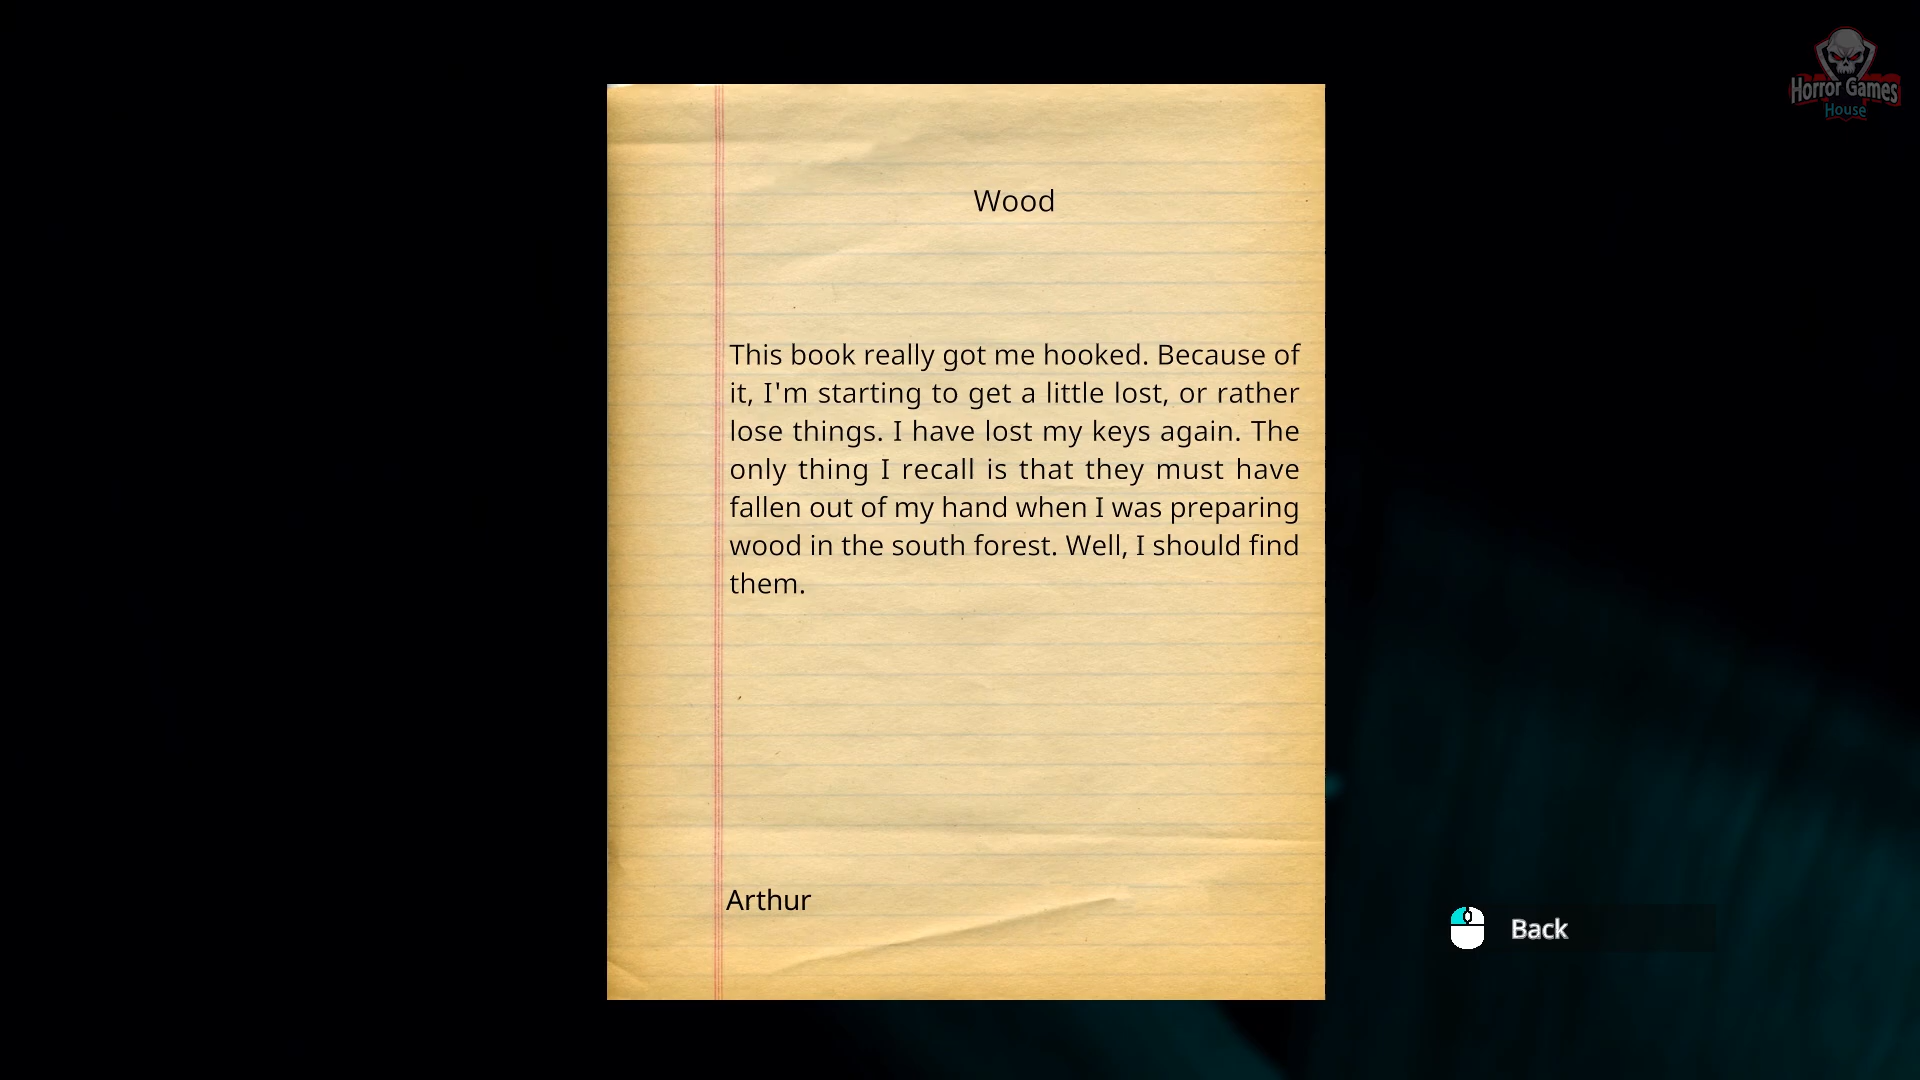 Horror Games
House
Wood
This book really got me hooked. Because of
it, I'm starting to get a little lost, or rather
lose things. I have lost my keys again. The
only thing I recall is that they must have
fallen out of my hand when I was preparing
wood in the south forest. Well, I should find
them.
Arthur
Back